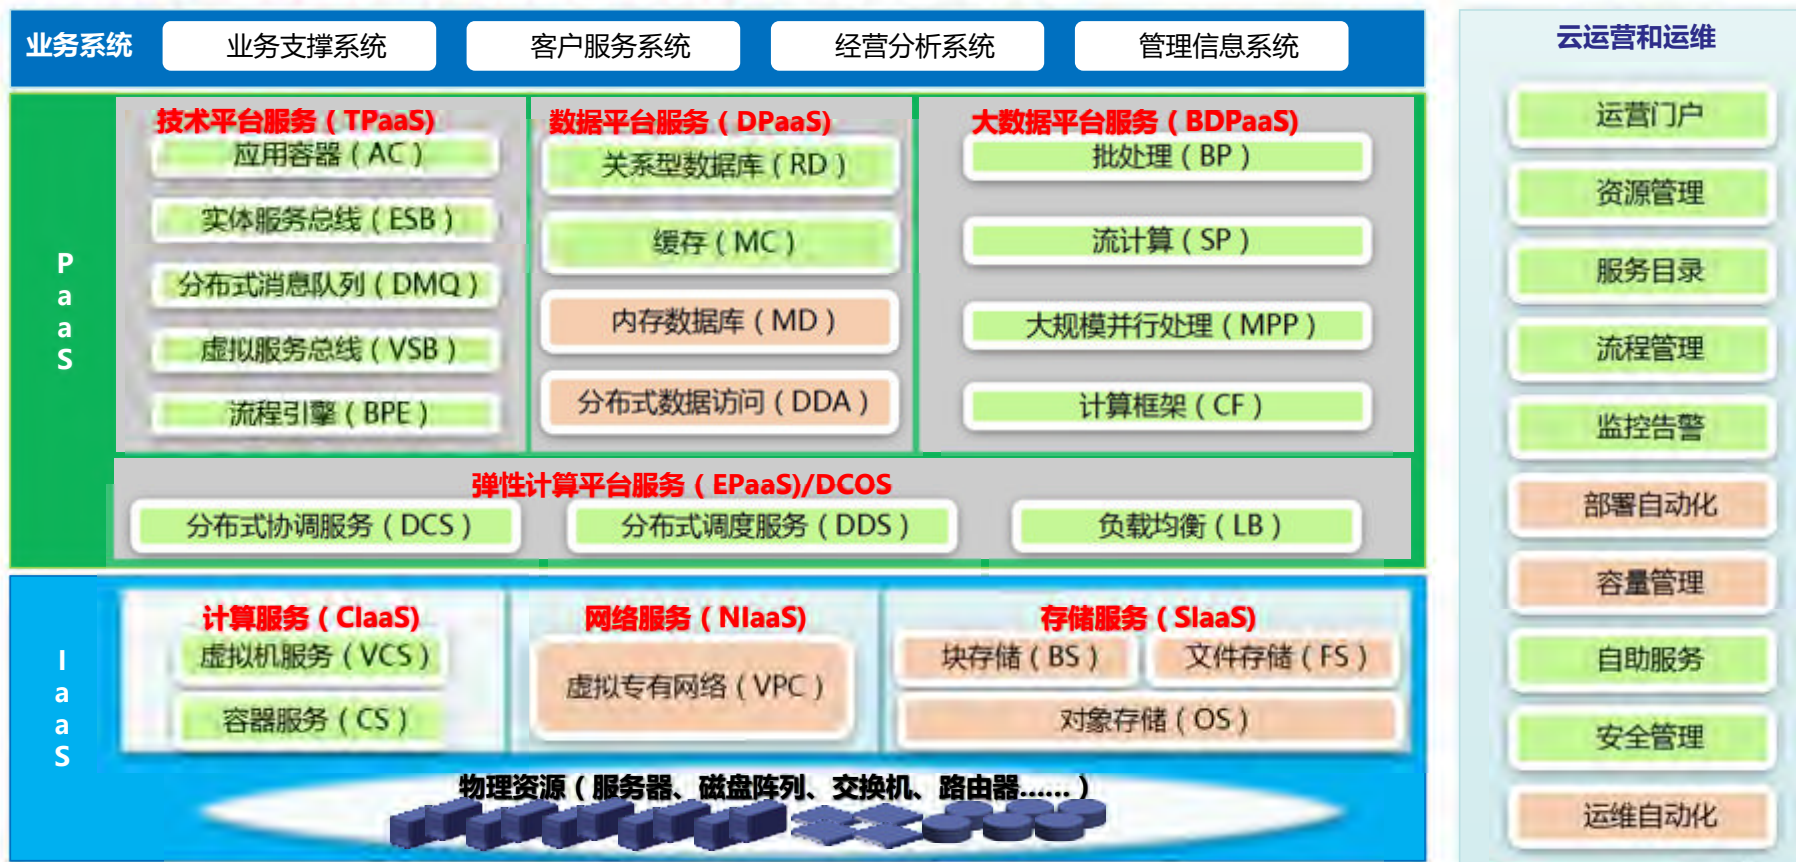 业务系统
业务支撑系统
客户服务系统
经营分析系统
管理信息系统
PaaS
技术平台服务（TPaaS)
应用容器（AC）
实体服务总线（ESB）
分布式消息队列（DMQ）
虚拟服务总线（VSB）
流程引擎（BPE）
数据平台服务（DPaaS)
关系型数据库（RD）
缓存（MC）
内存数据库（MD）
分布式数据访问（DDA）
大数据平台服务（BDPaaS)
批处理（BP）
流计算（SP）
大规模并行处理（MPP）
计算框架（CF）
弹性计算平台服务（EPaaS)/DCOS
分布式协调服务（DCS）
分布式调度服务（DDS）
负载均衡（LB）
IaaS
计算服务（CIaaS)
虚拟机服务（VCS）
容器服务（CS）
网络服务（NIaaS)
虚拟专有网络（VPC）
存储服务（SIaaS)
块存储（BS）
文件存储（FS）
对象存储（OS）
物理资源（服务器、磁盘阵列、交换机、路由器……）
云运营和运维
运营门户
资源管理
服务目录
流程管理
监控告警
部署自动化
容量管理
自助服务
安全管理
运维自动化